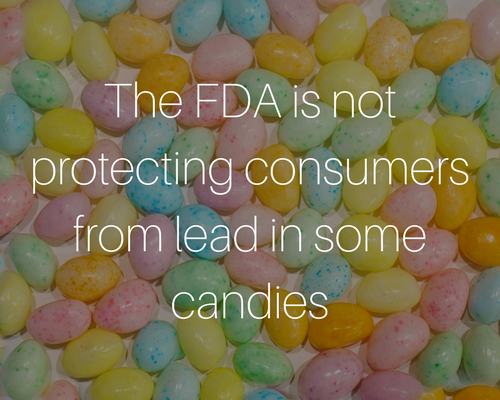 The FDA is not
protecting consumers
from lead in some
candies